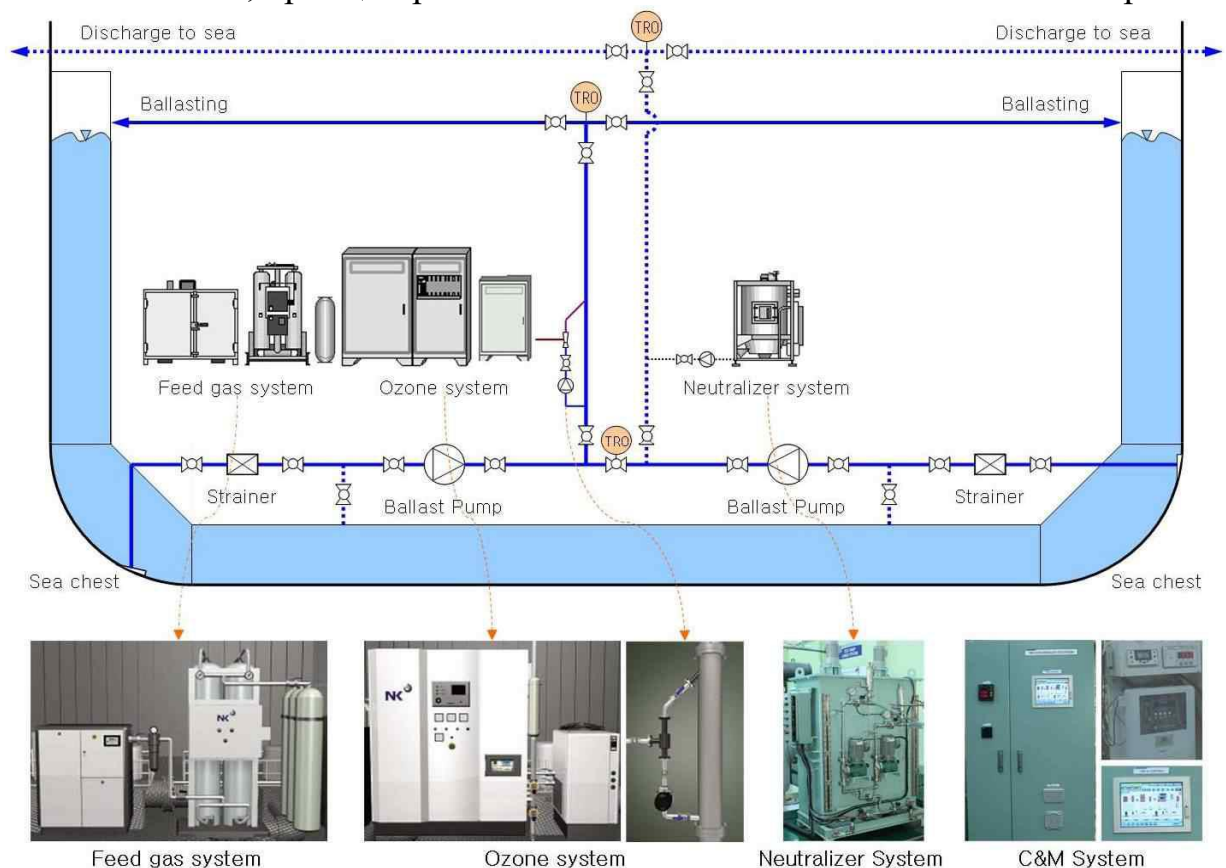 Discharge to sea
TRO
Discharge to sea
Ballasting
TRO
Ballasting
Feed gas system
Ozone system
Neutralizer system
TRO
Strainer
Ballast Pump
Ballast Pump
Strainer
Sea chest
Sea chest
NK
NK
Feed gas system
Ozone system
Neutralizer System
C&M System